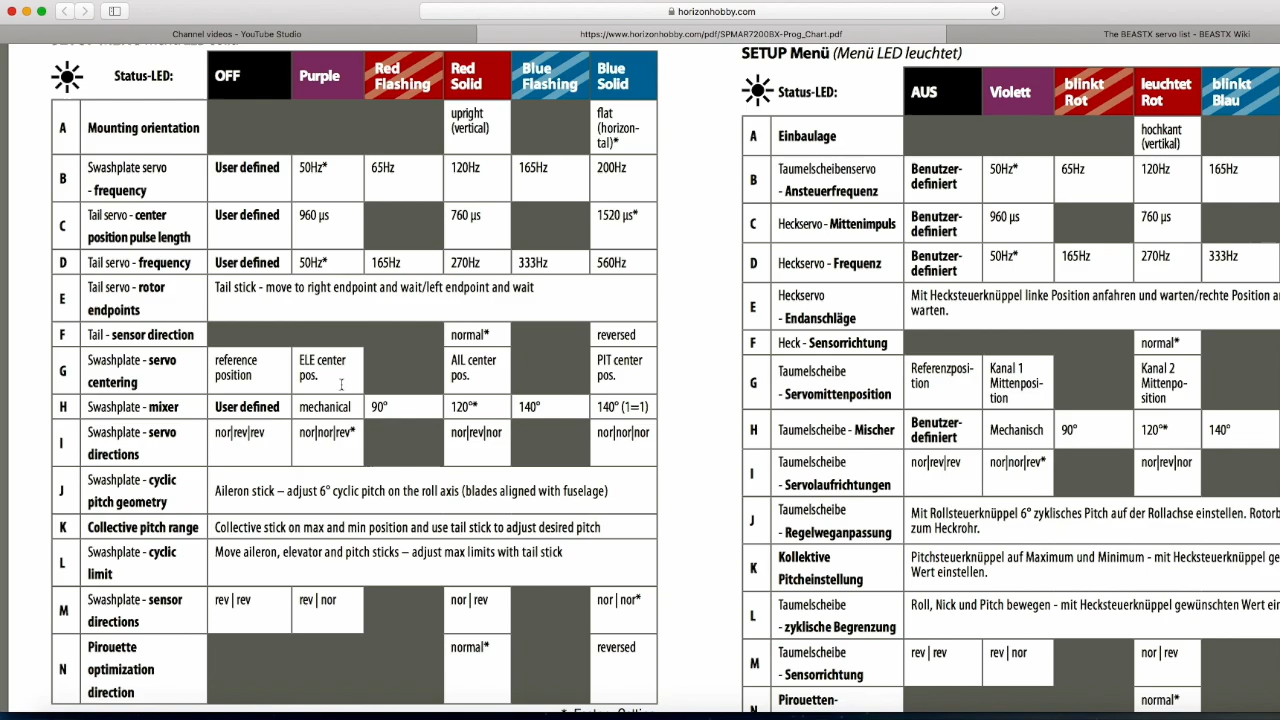 horizonhobby.com
Channel videos - YouTube Studio
https://www.horizonhobby.com/pdf/SPMAR7200BX-Prog_Chart.pdf
The BEASTX servo list - BEASTX Wiki
Status-LED:
OFF
Purple
Red
Flashing
Red
Solid
Blue
Flashing
Blue
Solid
A
Mounting orientation
upright
(vertical)
flat
(horizon-
tal)*
B
Swashplate servo
- frequency
User defined
50Hz*
65Hz
120Hz
165Hz
200Hz
C
Tail servo - center
position pulse length
User defined
960 µs
760 µs
1520 µs*
D
Tail servo - frequency
User defined
50Hz*
165Hz
270Hz
333Hz
560Hz
E
Tail servo - rotor
endpoints
Tail stick - move to right endpoint and wait/left endpoint and wait
F
Tail - sensor direction
normal*
reversed
G
Swashplate - servo
centering
reference
position
ELE center
pos.
AIL center
pos.
PIT center
pos.
H
Swashplate - mixer
User defined
mechanical
90°
120°*
140°
140° (1=1)
I
Swashplate - servo
directions
nor|rev|rev
nor|nor|rev*
nor|rev|nor
nor|nor|nor
J
Swashplate - cyclic
pitch geometry
Aileron stick – adjust 6° cyclic pitch on the roll axis (blades aligned with fuselage)
K
Collective pitch range
Collective stick on max and min position and use tail stick to adjust desired pitch
L
Swashplate - cyclic
limit
Move aileron, elevator and pitch sticks – adjust max limits with tail stick
M
Swashplate - sensor
directions
rev | rev
rev | nor
nor | rev
nor | nor*
N
Pirouette
optimization
direction
normal*
reversed
SETUP Menü (Menü LED leuchtet)
Status-LED:
AUS
Violett
blinkt
Rot
leuchtet
Rot
blinkt
Blau
A
Einbaulage
hochkant
(vertikal)
B
Taumelscheibenservo
- Ansteuerfrequenz
Benutzer-
definiert
50Hz*
65Hz
120Hz
165Hz
C
Heckservo - Mittenimpuls
Benutzer-
definiert
960 µs
760 µs
D
Heckservo - Frequenz
Benutzer-
definiert
50Hz*
165Hz
270Hz
333Hz
E
Heckservo
- Endanschläge
Mit Hecksteuerknüppel linke Position anfahren und warten/rechte Position a
warten.
F
Heck - Sensorrichtung
normal*
G
Taumelscheibe
- Servomittenposition
Referenzposi-
tion
Kanal 1
Mittenposi-
tion
Kanal 2
Mittenpo-
sition
H
Taumelscheibe - Mischer
Benutzer-
definiert
Mechanisch
90°
120°*
140°
I
Taumelscheibe
- Servolaufrichtungen
nor|rev|rev
nor|nor|rev*
nor|rev|nor
J
Taumelscheibe
- Regelweganpassung
Mit Rollsteuerknüppel 6° zyklisches Pitch auf der Rollachse einstellen. Rotorb
zum Heckrohr.
K
Kollektive
Pitcheinstellung
Pitchsteuerknüppel auf Maximum und Minimum - mit Hecksteuerknüppel ge
Wert einstellen.
L
Taumelscheibe
- zyklische Begrenzung
Roll, Nick und Pitch bewegen - mit Hecksteuerknüppel gewünschten Wert ein
M
Taumelscheibe
- Sensorrichtung
rev | rev
rev | nor
nor | rev
N
Pirouetten-
normal*